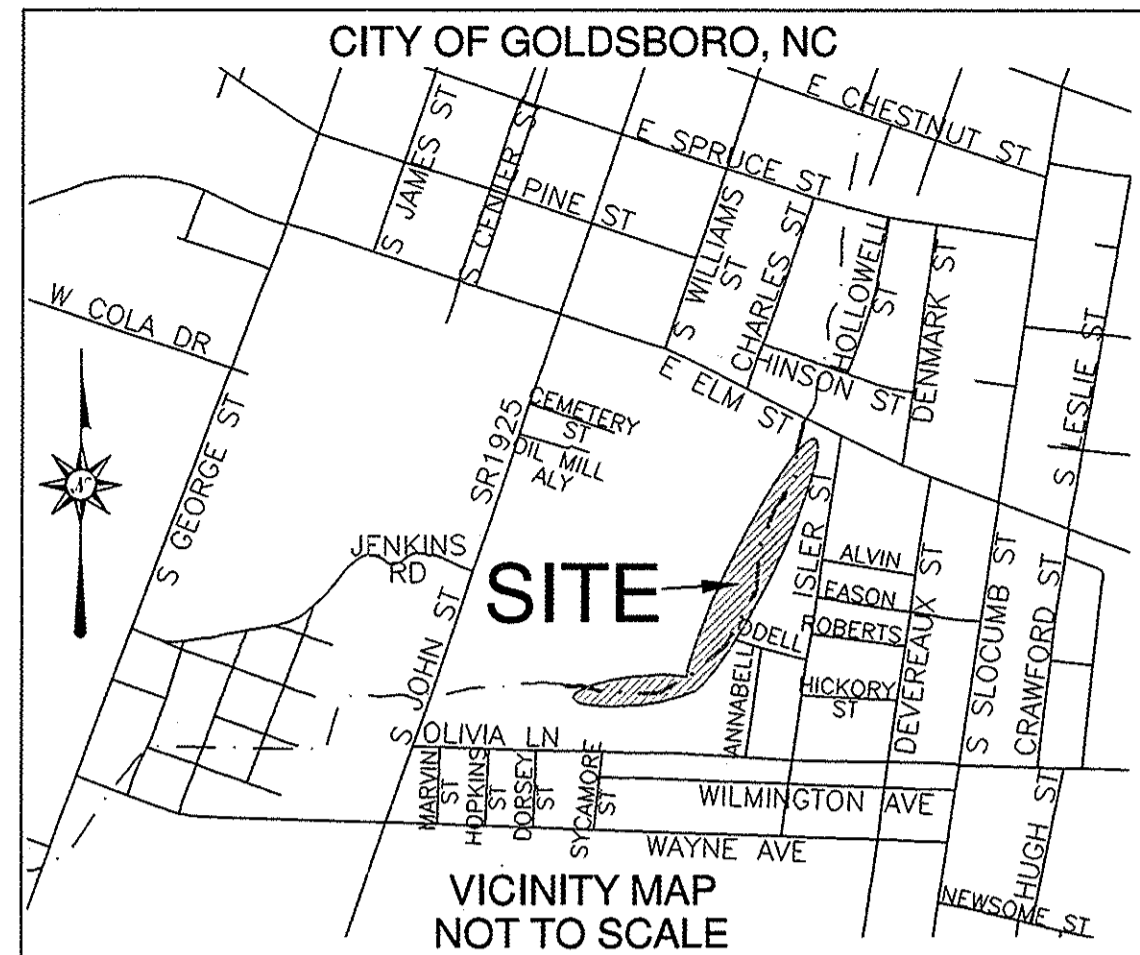 CITY OF GOLDSBORO, NC
E CHESTNUT ST
S JAMES ST
S CENTER ST
E SPRUCE ST
PINE ST
S WILLIAMS
ST
CHARLES ST
HOLLOWELL
ST
DENMARK ST
S LESLIE ST
W COLA DR
S GEORGE ST
HINSON ST
E ELM ST
CEMETERY
ST
OIL MILL
ALY
SR1925
N
JENKINS
RD
SITE
ISLER ST
ALVIN
EASON
ROBERTS
ODELL
HICKORY
ST
ANNABELL
DEVEREAUX ST
S SLOCUMB ST
CRAWFORD ST
S JOHN ST
OLIVIA LN
MARVIN
ST
HOPKINS
ST
DORSEY
ST
SYCAMORE
ST
WILMINGTON AVE
WAYNE AVE
HUGH ST
NEWSOME ST
VICINITY MAP
NOT TO SCALE